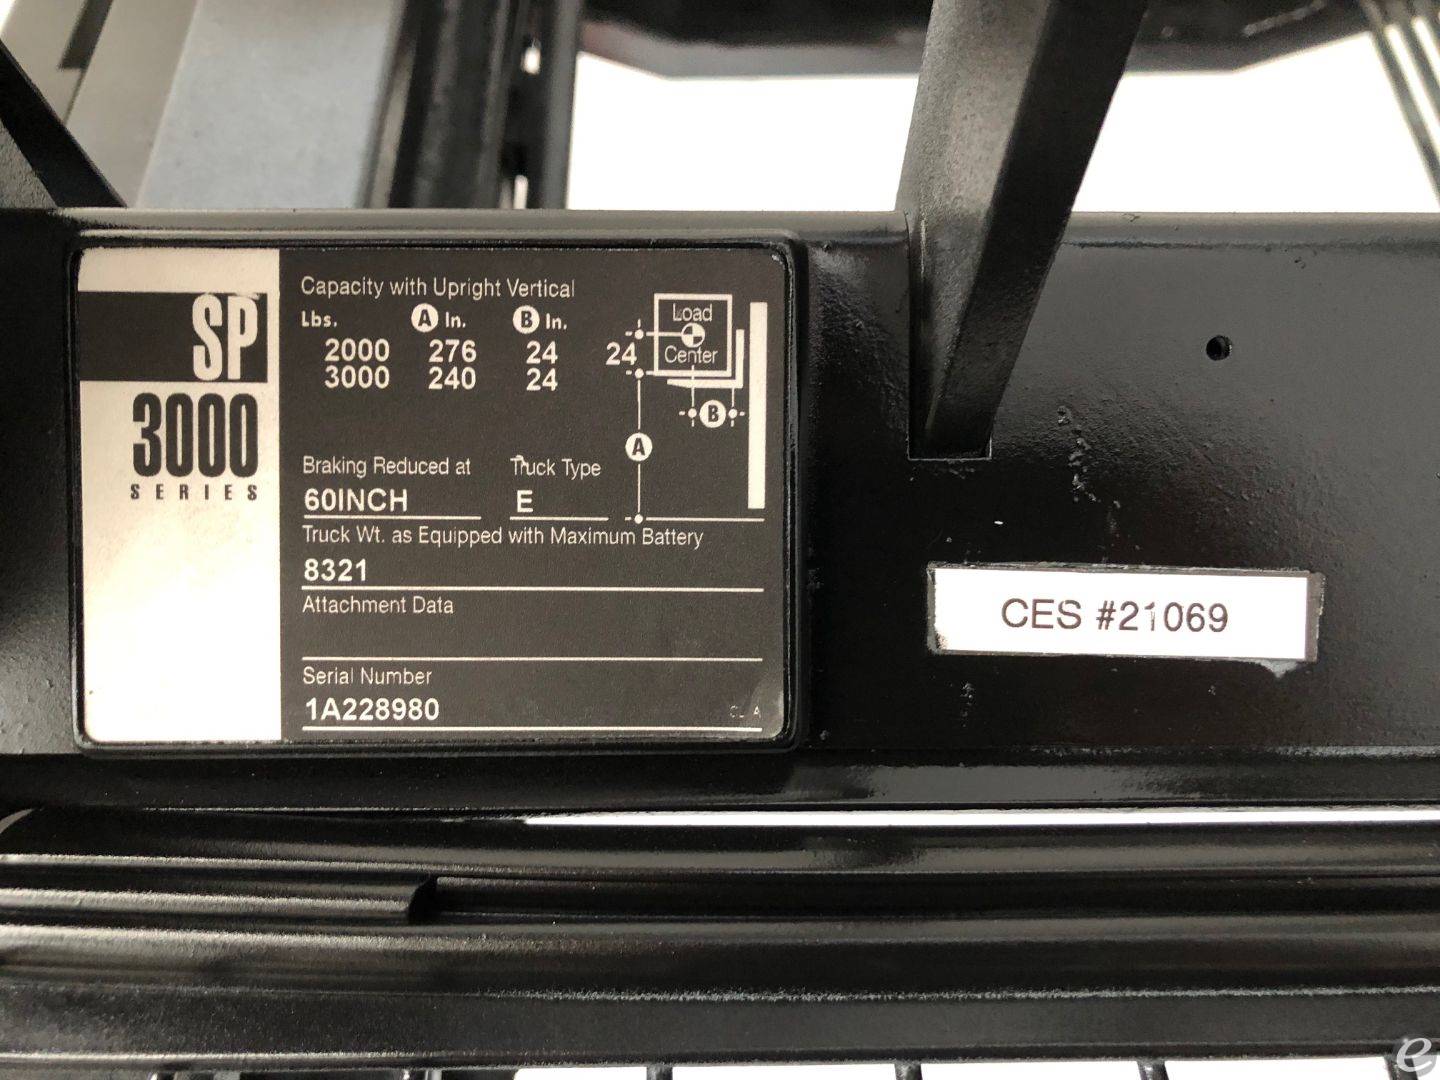 SP
3000
SERIES
Capacity with Upright Vertical
Lbs. A In. B In.
2000 276 24
3000 240 24
24
Load
Center
B
A
Braking Reduced at Truck Type
60INCH E
Truck Wt. as Equipped with Maximum Battery
8321
Attachment Data
Serial Number
1A228980
CES #21069
e